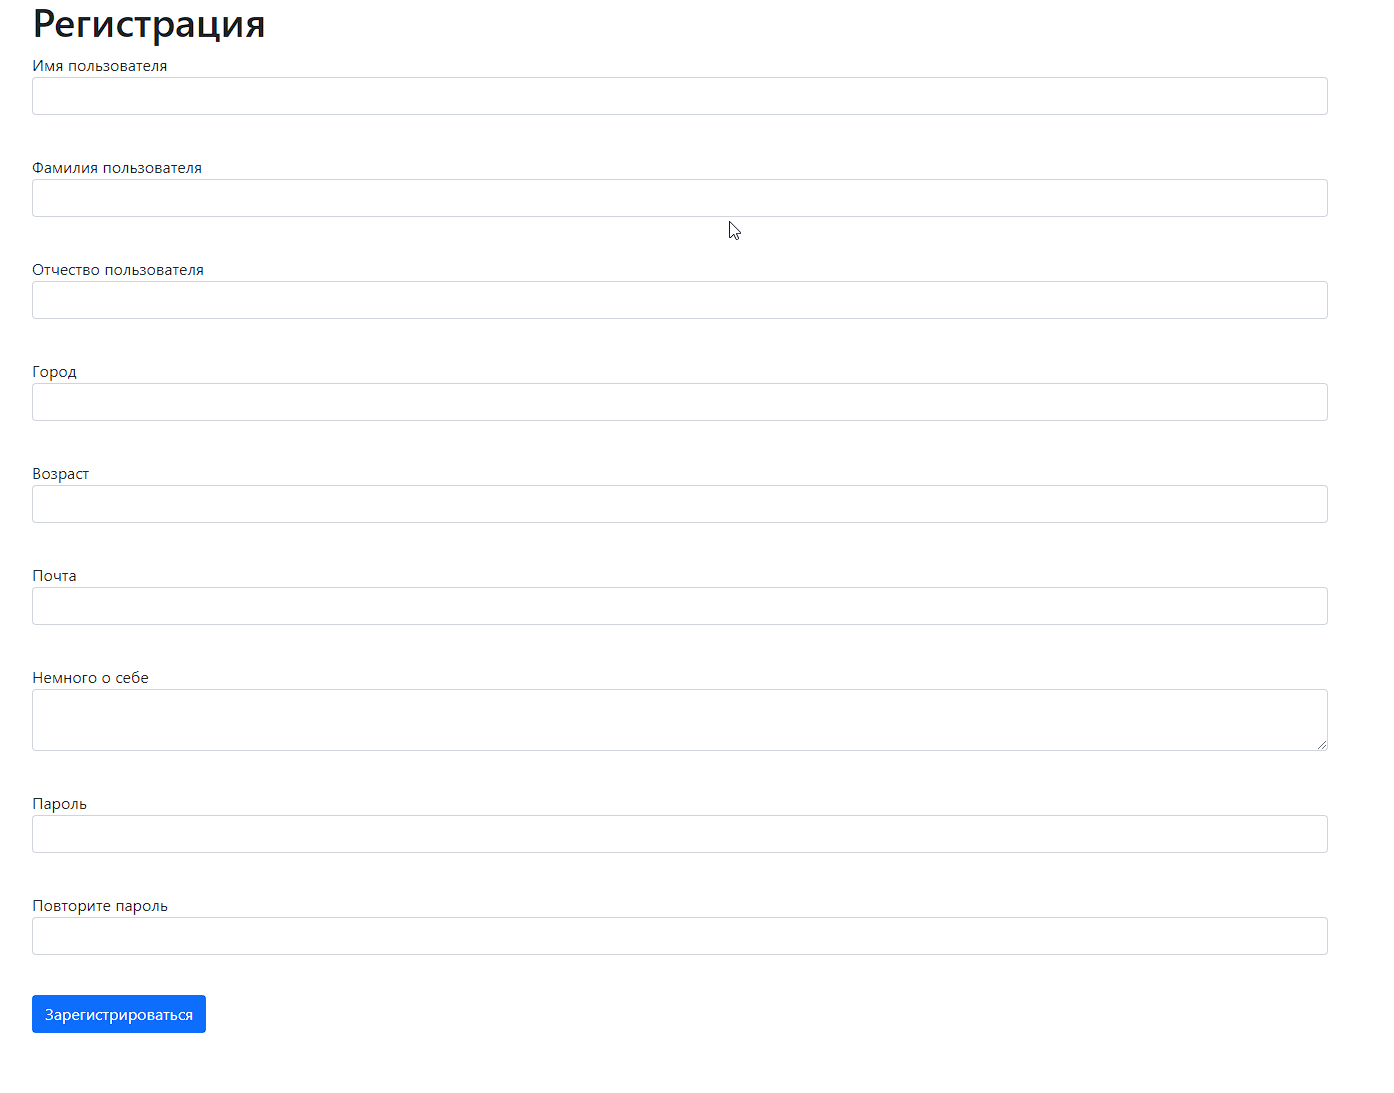 Регистрация
Имя пользователя
Фамилия пользователя
Отчество пользователя
Город
Возраст
Почта
Немного о себе
Пароль
Повторите пароль
Зарегистрироваться